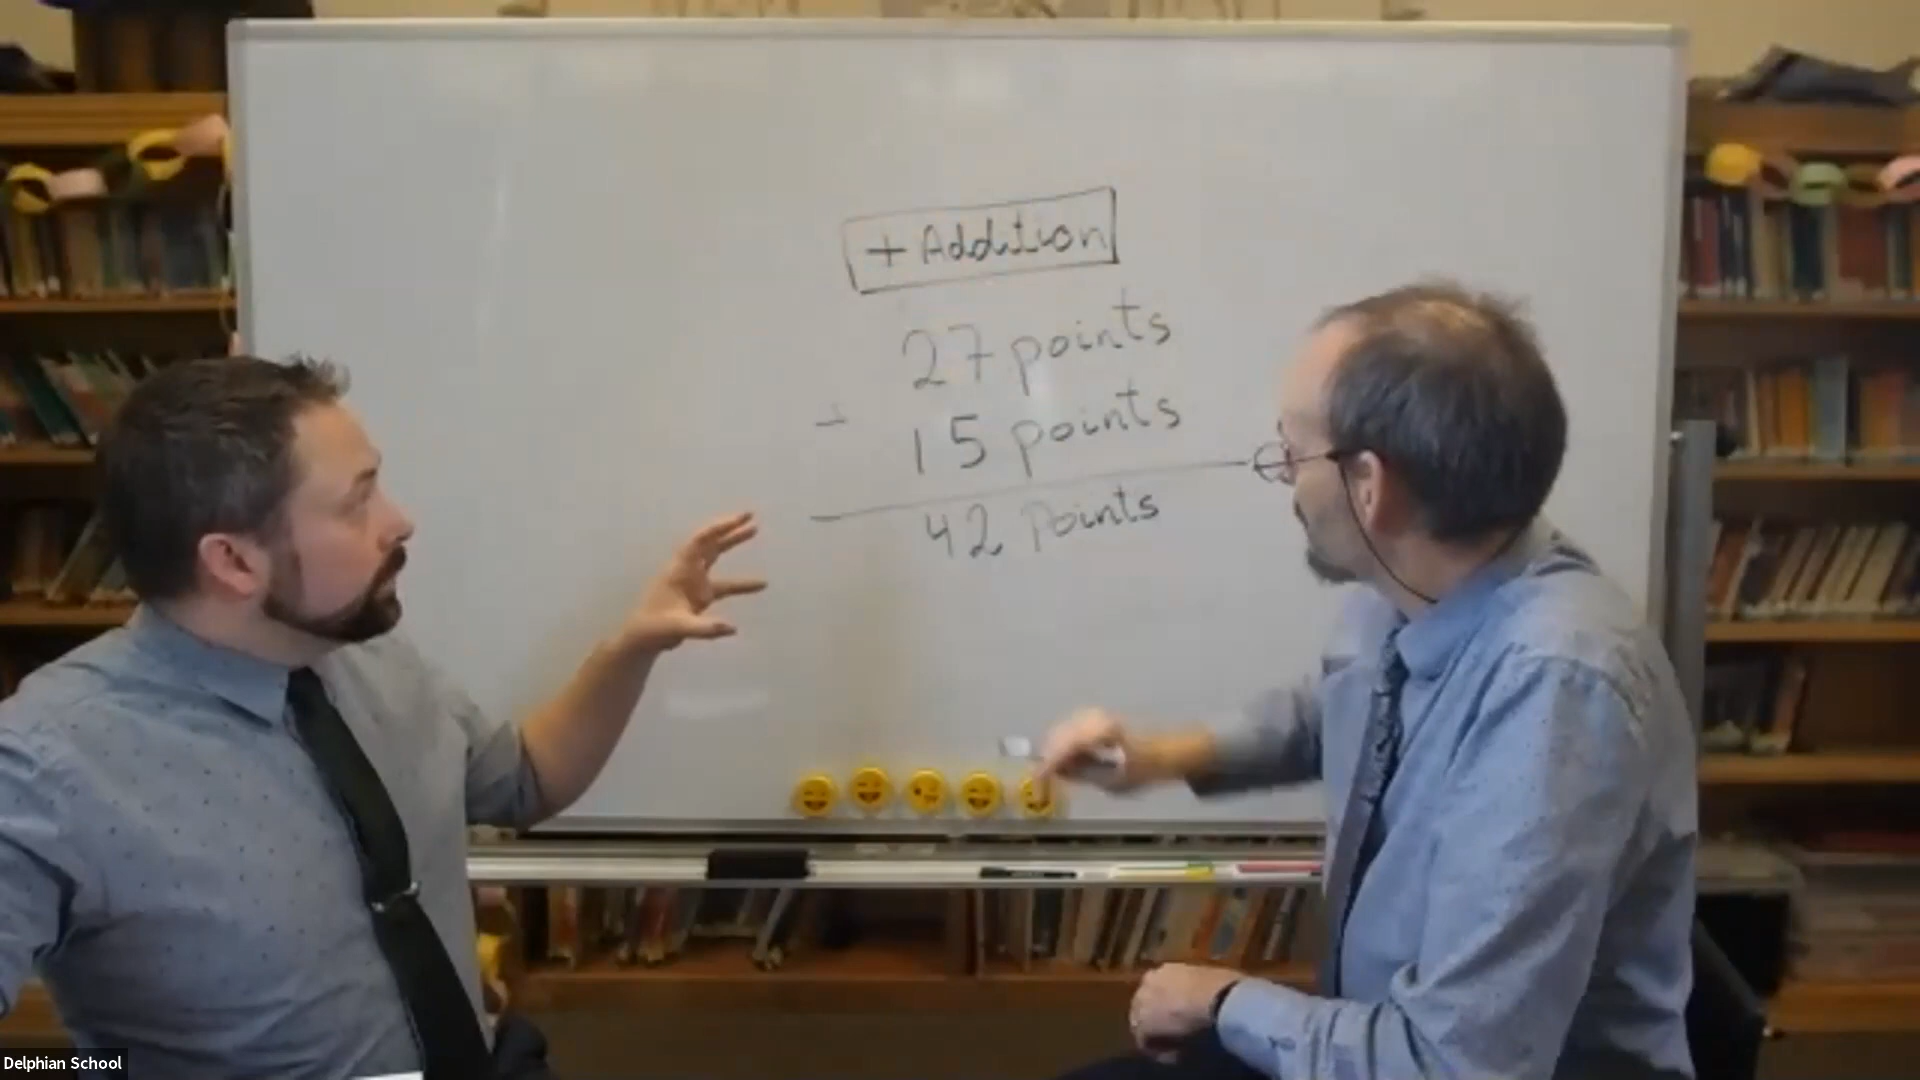 + Addition
27 points
+ 15 points
42 points
Delphian School